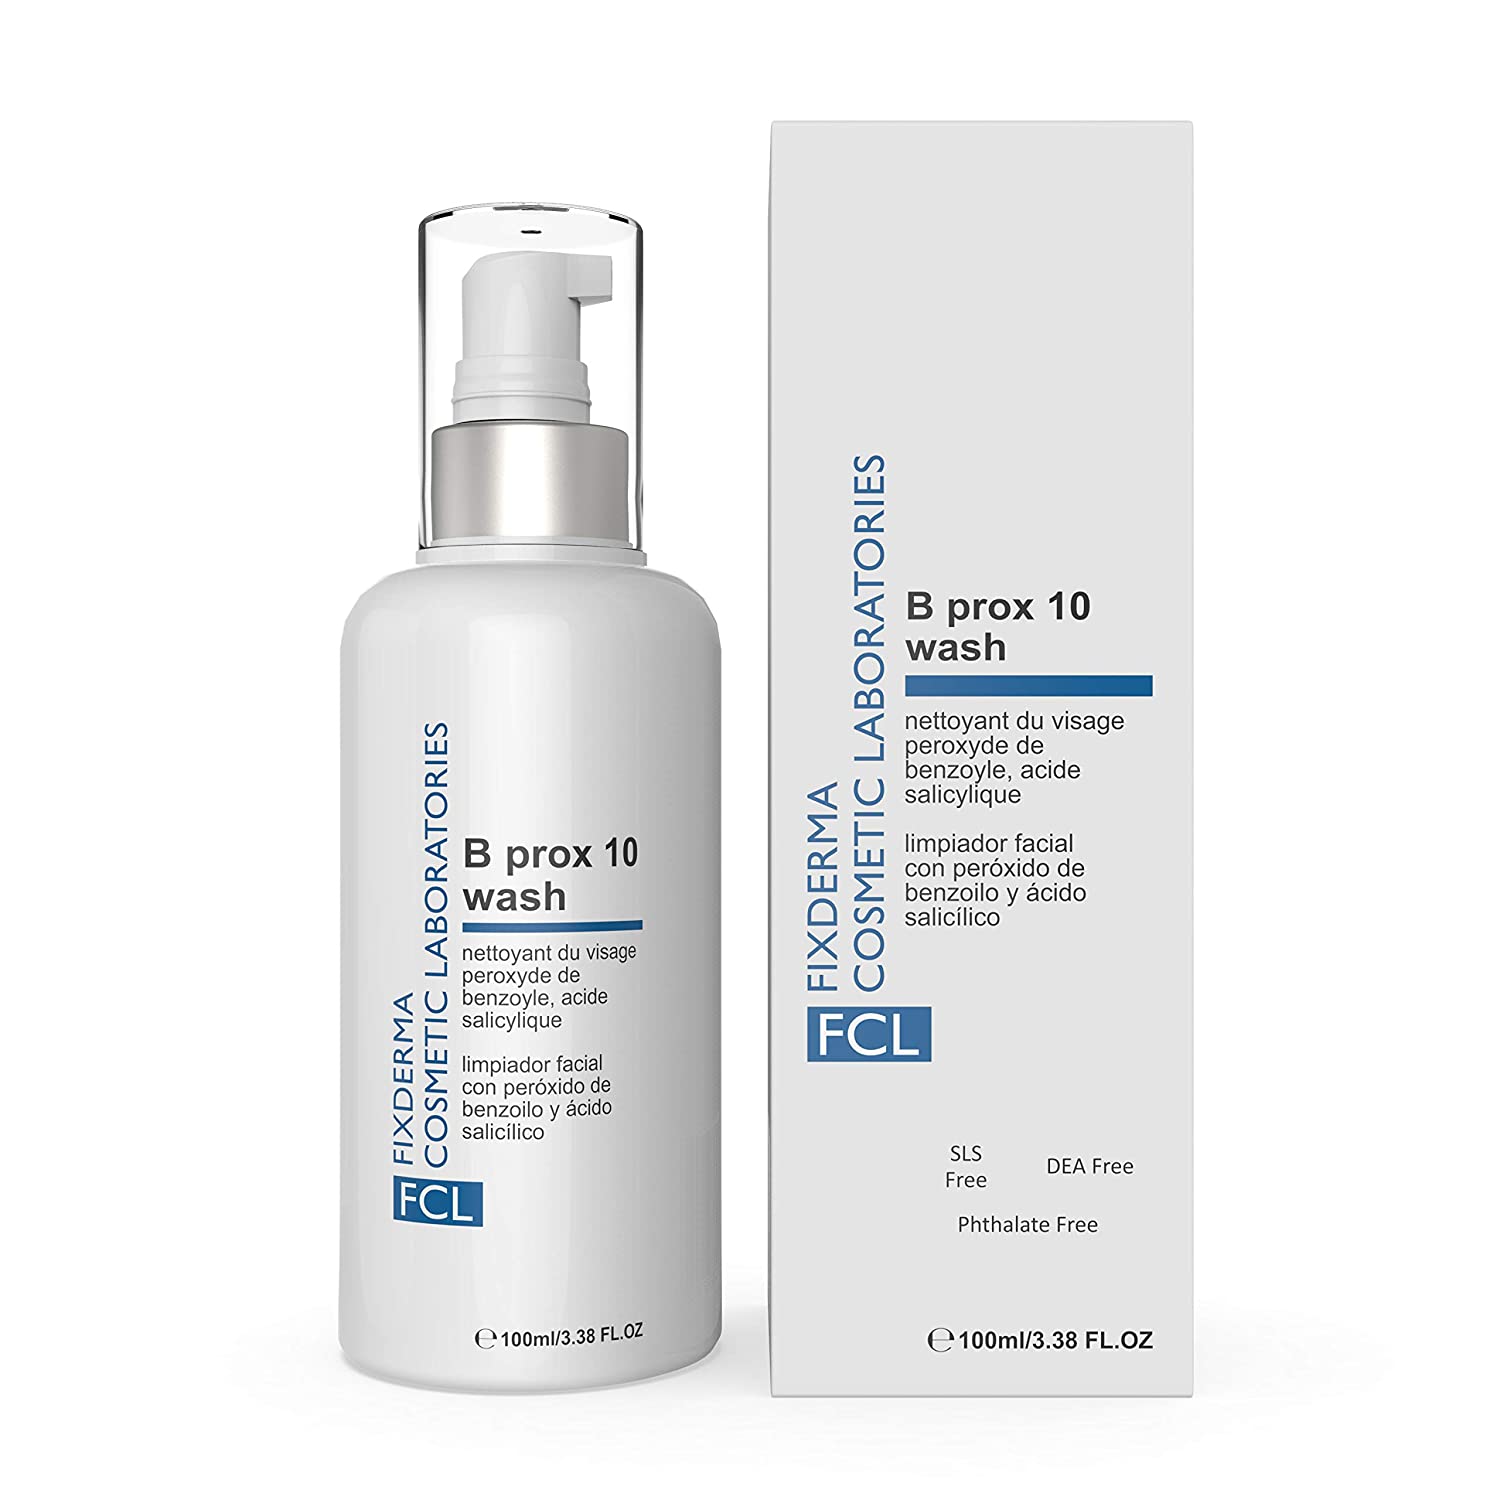 FIXDERMA
COSMETIC LABORATORIES
FCL
B prox 10
wash
nettoyant du visage
peroxyde de
benzoyle, acide
salicylique
limpiador facial
con peróxido de
benzoilo y ácido
salicílico
℮100ml/3.38 FL.OZ
FIXDERMA
COSMETIC LABORATORIES
FCL
B prox 10
wash
nettoyant du visage
peroxyde de
benzoyle, acide
salicylique
limpiador facial
con peróxido de
benzoilo y ácido
salicílico
SLS
Free
DEA Free
Phthalate Free
℮100ml/3.38 FL.OZ